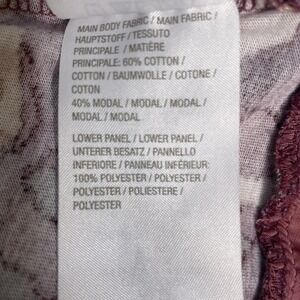 MAIN BODY FABRIC / MAIN FABRIC /
HAUPTSTOFF / TESSUTO
PRINCIPALE / MATIÈRE
PRINCIPALE: 60% COTTON /
COTTON / BAUMWOLLE / COTONE /
COTON
40% MODAL / MODAL / MODAL /
MODAL / MODAL
LOWER PANEL / LOWER PANEL /
UNTERER BESATZ / PANNELLO
INFERIORE / PANNEAU INFÉRIEUR:
100% POLYESTER / POLYESTER /
POLYESTER / POLIESTERE /
POLYESTER